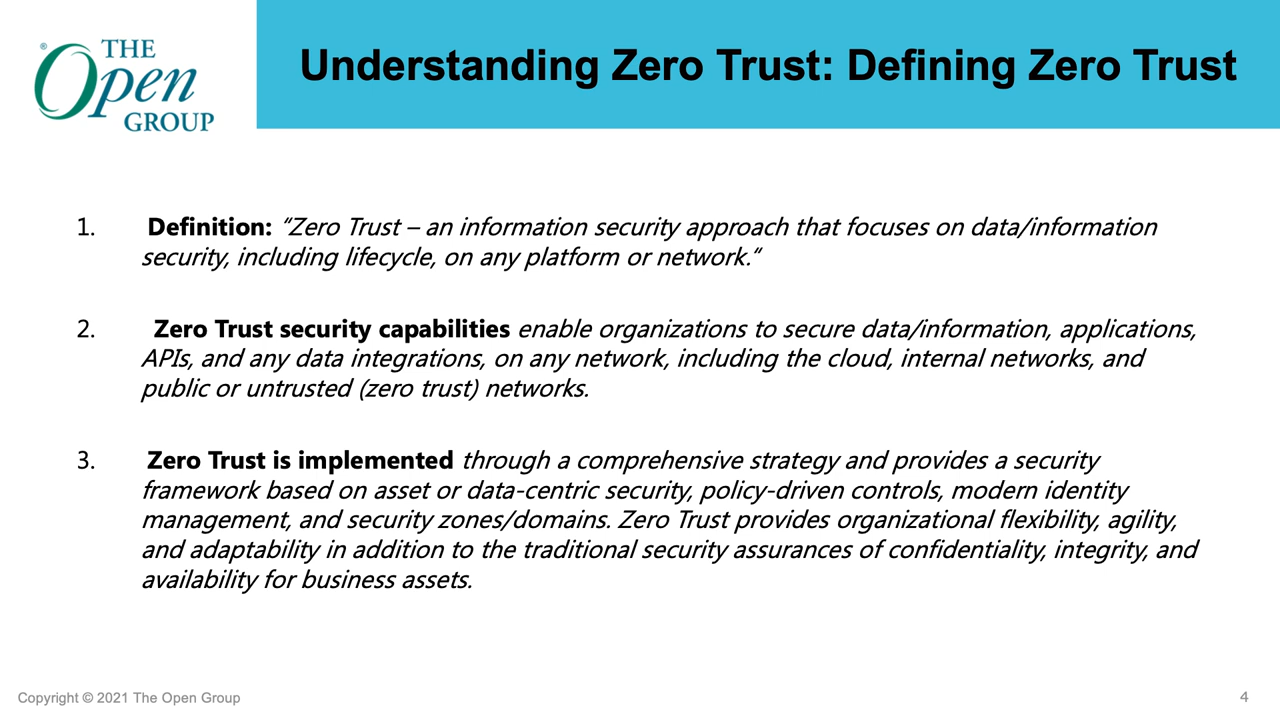 ® THE
Open
GROUP
Understanding Zero Trust: Defining Zero Trust
1. Definition: “Zero Trust – an information security approach that focuses on data/information
security, including lifecycle, on any platform or network.“
2. Zero Trust security capabilities enable organizations to secure data/information, applications,
APIs, and any data integrations, on any network, including the cloud, internal networks, and
public or untrusted (zero trust) networks.
3. Zero Trust is implemented through a comprehensive strategy and provides a security
framework based on asset or data-centric security, policy-driven controls, modern identity
management, and security zones/domains. Zero Trust provides organizational flexibility, agility,
and adaptability in addition to the traditional security assurances of confidentiality, integrity, and
availability for business assets.
Copyright © 2021 The Open Group
4